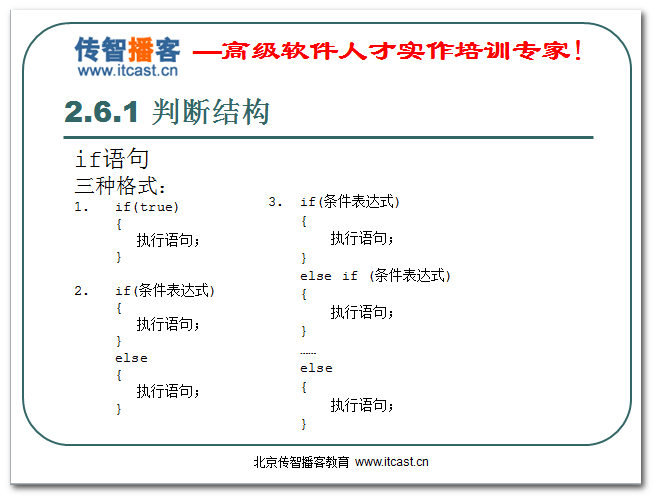 传智播客 —高级软件人才实作培训专家!
www.itcast.cn
2.6.1 判断结构
if语句
三种格式：
1. if(true)
{
执行语句；
}
2. if(条件表达式)
{
执行语句；
}
else
{
执行语句；
}
3. if(条件表达式)
{
执行语句；
}
else if (条件表达式)
{
执行语句；
}
……
else
{
执行语句；
}
北京传智播客教育 www.itcast.cn